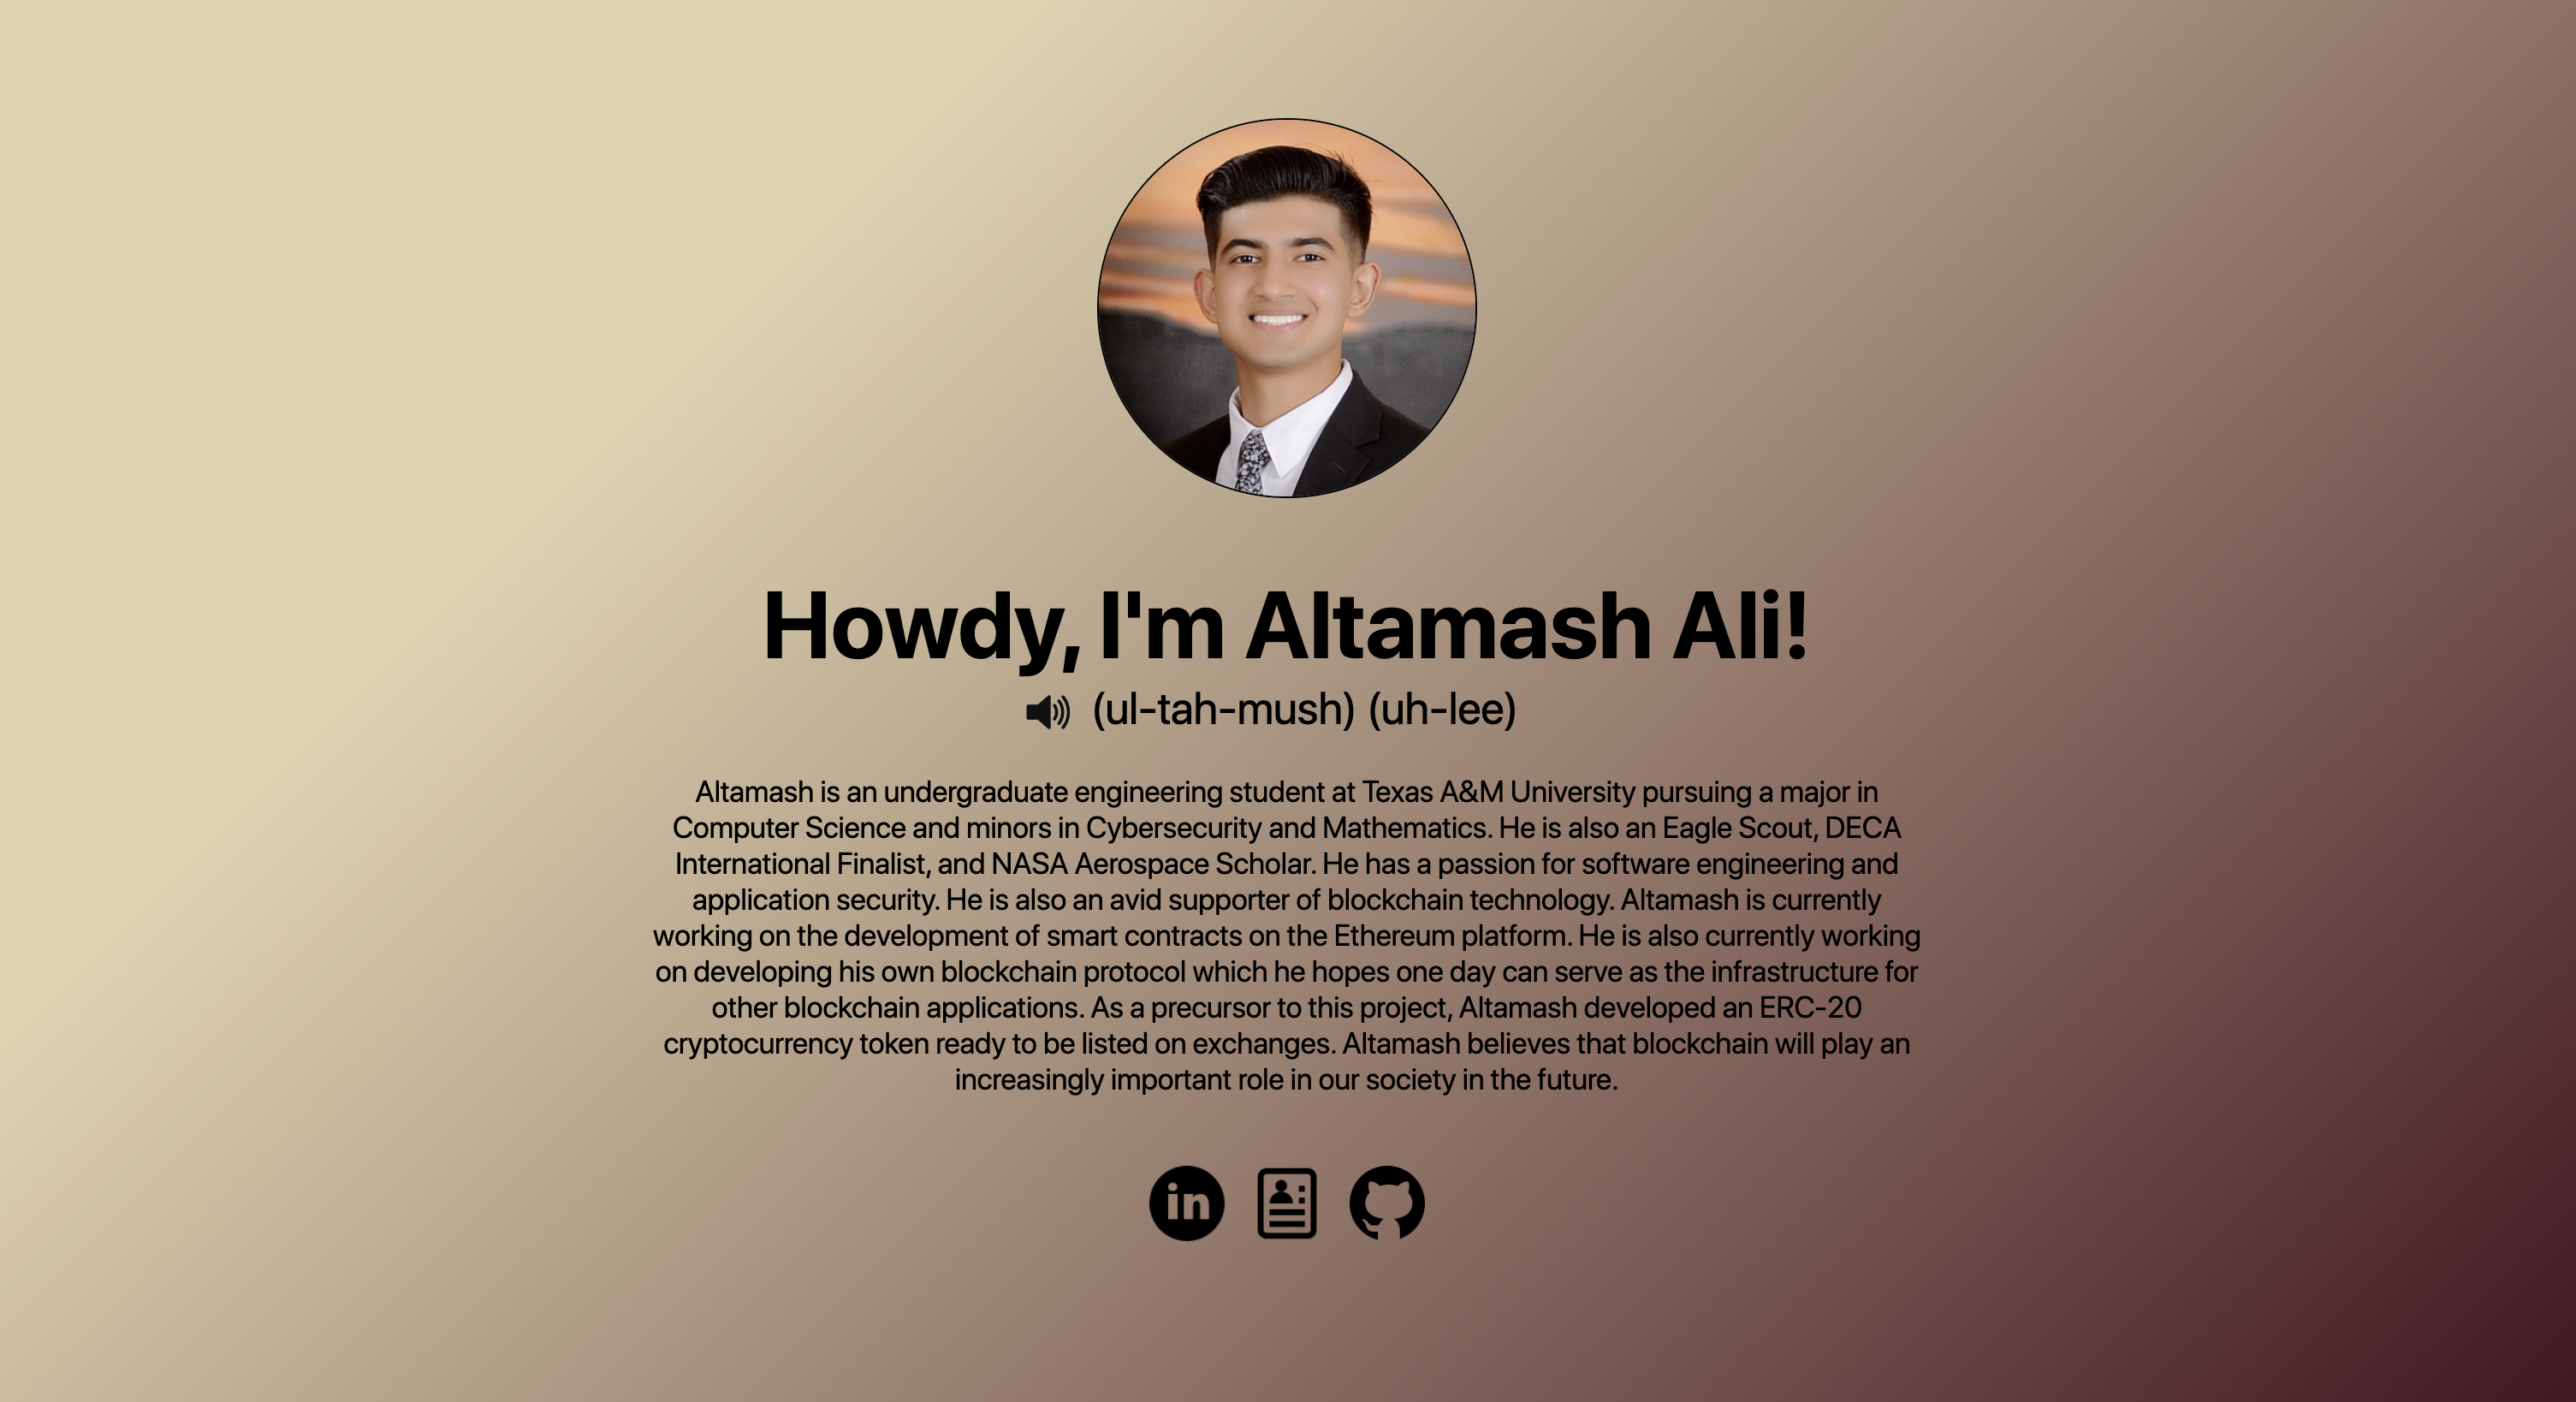 Howdy, I'm Altamash Ali!
(ul-tah-mush) (uh-lee)
Altamash is an undergraduate engineering student at Texas A&M University pursuing a major in
Computer Science and minors in Cybersecurity and Mathematics. He is also an Eagle Scout, DECA
International Finalist, and NASA Aerospace Scholar. He has a passion for software engineering and
application security. He is also an avid supporter of blockchain technology. Altamash is currently
working on the development of smart contracts on the Ethereum platform. He is also currently working
on developing his own blockchain protocol which he hopes one day can serve as the infrastructure for
other blockchain applications. As a precursor to this project, Altamash developed an ERC-20
cryptocurrency token ready to be listed on exchanges. Altamash believes that blockchain will play an
increasingly important role in our society in the future.
in